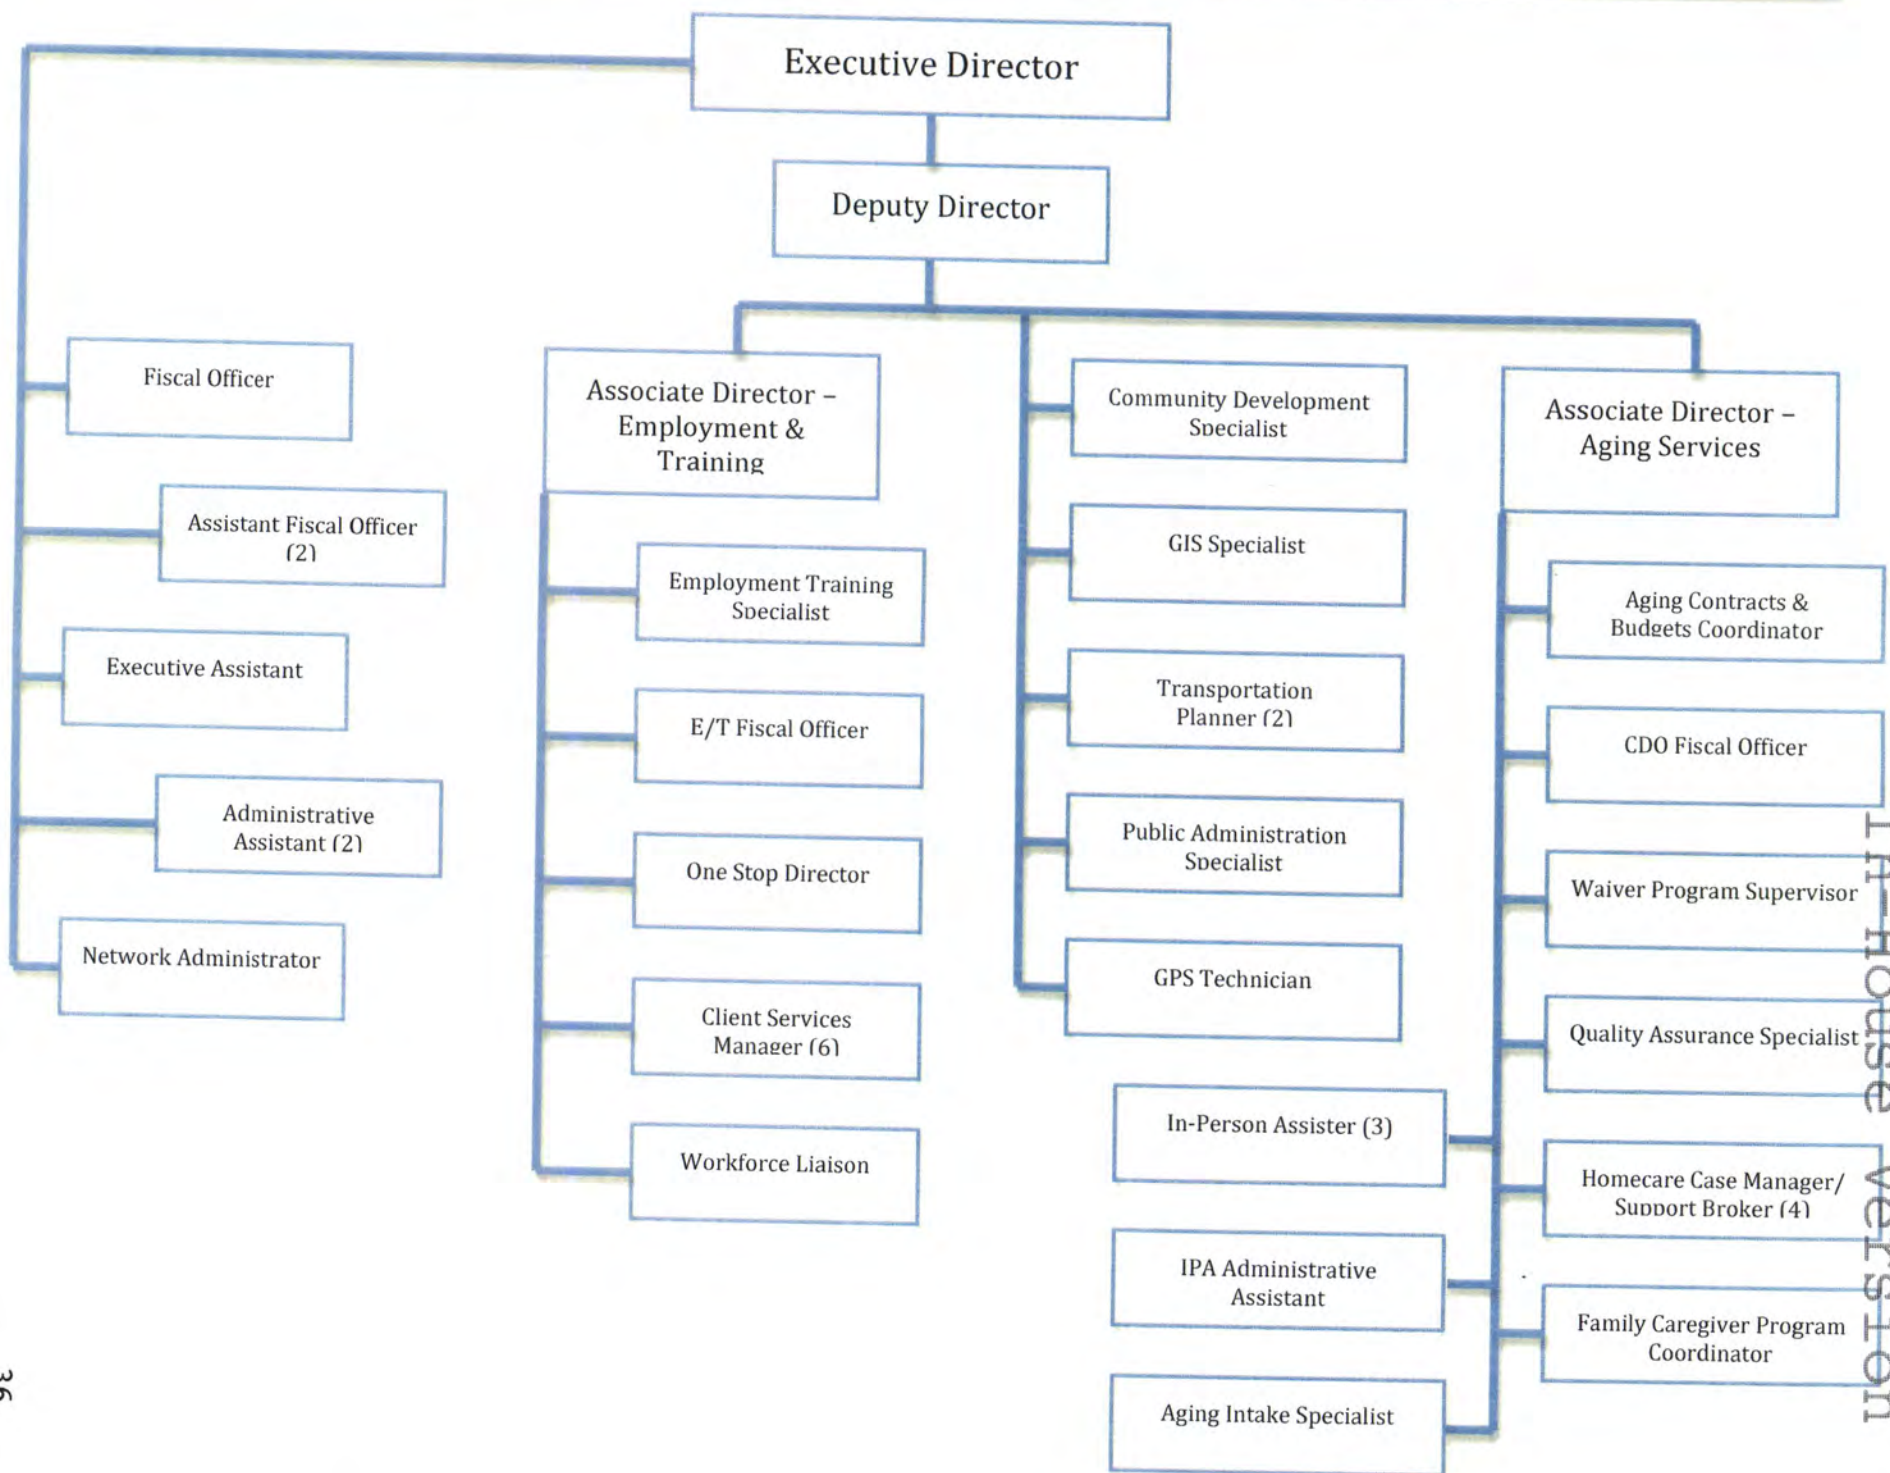 Executive Director
Deputy Director
Fiscal Officer
Assistant Fiscal Officer
(2)
Executive Assistant
Administrative
Assistant (2)
Network Administrator
Associate Director –
Employment &
Training
Employment Training
Specialist
E/T Fiscal Officer
One Stop Director
Client Services
Manager (6)
Workforce Liaison
Community Development
Specialist
GIS Specialist
Transportation
Planner (2)
Public Administration
Specialist
GPS Technician
Associate Director –
Aging Services
Aging Contracts &
Budgets Coordinator
CDO Fiscal Officer
Waiver Program Supervisor
Quality Assurance Specialist
Homecare Case Manager/
Support Broker (4)
Family Caregiver Program
Coordinator
In-Person Assister (3)
IPA Administrative
Assistant
Aging Intake Specialist
In-House Version
36